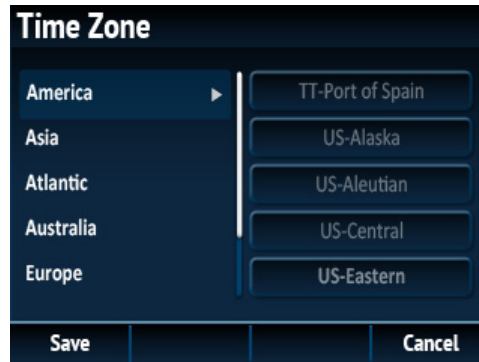 Time Zone
America
Asia
Atlantic
Australia
Europe
TT-Port of Spain
US-Alaska
US-Aleutian
US-Central
US-Eastern
Save
Cancel